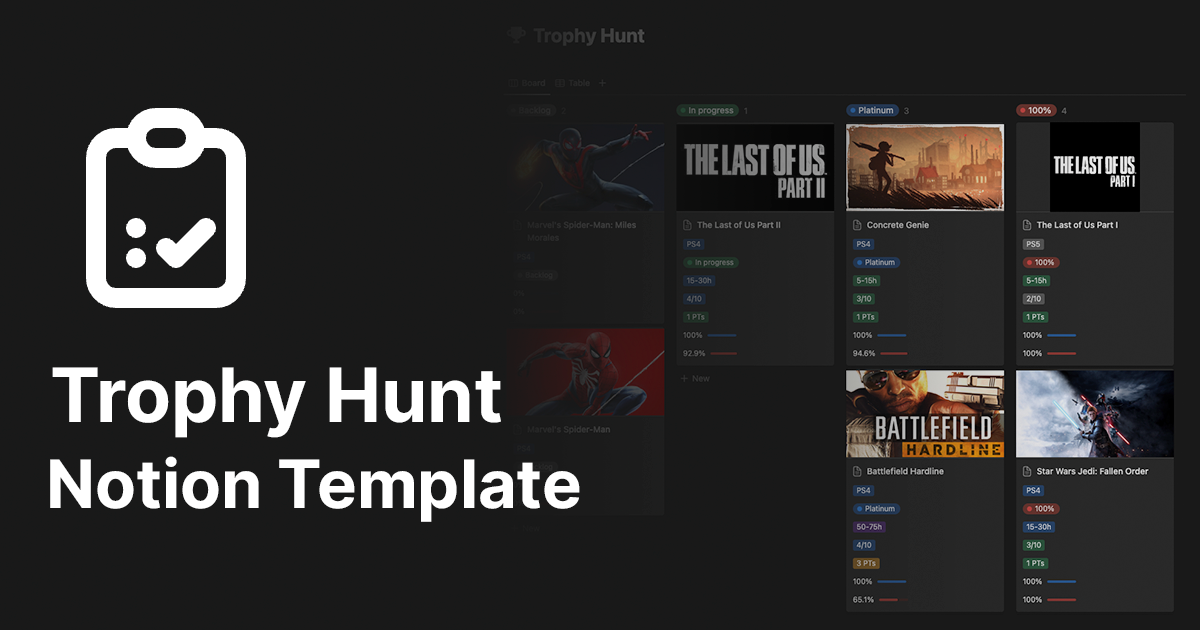 Trophy Hunt
Notion Template
Trophy Hunt
Board Table +
Backlog 2
Marvel's Spider-Man: Miles
Morales
Backlog
Marvel's Spider-Man
In progress 1
THE LAST OF US
PART II
The Last of Us Part II
PS4
In progress
15-30h
4/10
1 PTs
100%
92.9%
+ New
Platinum 3
Concrete Genie
PS4
Platinum
5-15h
3/10
1 PTs
100%
94.6%
BATTLEFIELD
HARDLINE
Battlefield Hardline
PS4
Platinum
50-75h
4/10
3 PTs
100%
65.1%
100% 4
THE LAST OF US
PART I
The Last of Us Part I
PS5
100%
5-15h
2/10
1 PTs
100%
100%
Star Wars Jedi: Fallen Order
PS4
100%
15-30h
3/10
1 PTs
100%
100%